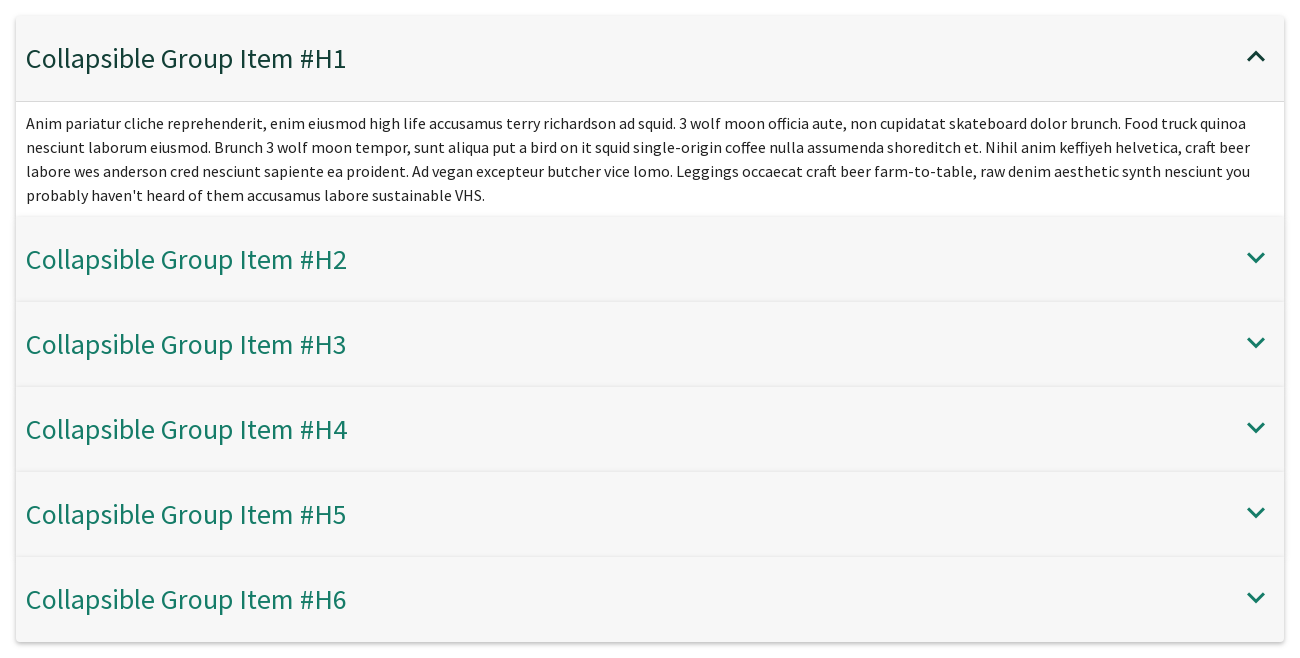 Collapsible Group Item #H1
Anim pariatur cliche reprehenderit, enim eiusmod high life accusamus terry richardson ad squid. 3 wolf moon officia aute, non cupidatat skateboard dolor brunch. Food truck quinoa
nesciunt laborum eiusmod. Brunch 3 wolf moon tempor, sunt aliqua put a bird on it squid single-origin coffee nulla assumenda shoreditch et. Nihil anim keffiyeh helvetica, craft beer
labore wes anderson cred nesciunt sapiente ea proident. Ad vegan excepteur butcher vice lomo. Leggings occaecat craft beer farm-to-table, raw denim aesthetic synth nesciunt you
probably haven't heard of them accusamus labore sustainable VHS.
Collapsible Group Item #H2
Collapsible Group Item #H3
Collapsible Group Item #H4
Collapsible Group Item #H5
Collapsible Group Item #H6